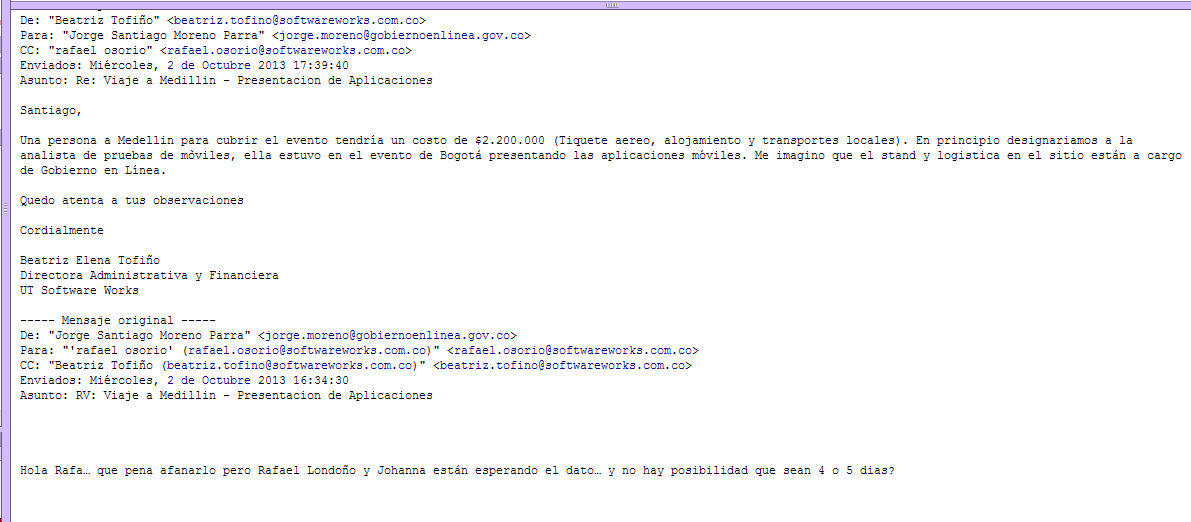 De: "Beatriz Tofiño" <beatriz.tofino@softwareworks.com.co>
Para: "Jorge Santiago Moreno Parra" <jorge.moreno@gobiernoenlinea.gov.co>
CC: "rafael osorio" <rafael.osorio@softwareworks.com.co>
Enviados: Miércoles, 2 de Octubre 2013 17:39:40
Asunto: Re: Viaje a Medillin - Presentacion de Aplicaciones
Santiago,
Una persona a Medellin para cubrir el evento tendría un costo de $2.200.000 (Tiquete aereo, alojamiento y transportes locales). En principio designariamos a la
analista de pruebas de mòviles, ella estuvo en el evento de Bogotá presentando las aplicaciones móviles. Me imagino que el stand y logistica en el sitio están a cargo
de Gobierno en Línea.
Quedo atenta a tus observaciones
Cordialmente
Beatriz Elena Tofiño
Directora Administrativa y Financiera
UT Software Works
----- Mensaje original -----
De: "Jorge Santiago Moreno Parra" <jorge.moreno@gobiernoenlinea.gov.co>
Para: "'rafael osorio' (rafael.osorio@softwareworks.com.co)" <rafael.osorio@softwareworks.com.co>
CC: "Beatriz Tofiño (beatriz.tofino@softwareworks.com.co)" <beatriz.tofino@softwareworks.com.co>
Enviados: Miércoles, 2 de Octubre 2013 16:34:30
Asunto: RV: Viaje a Medillin - Presentacion de Aplicaciones
Hola Rafa… que pena afanarlo pero Rafael Londoño y Johanna están esperando el dato… y no hay posibilidad que sean 4 o 5 dias?